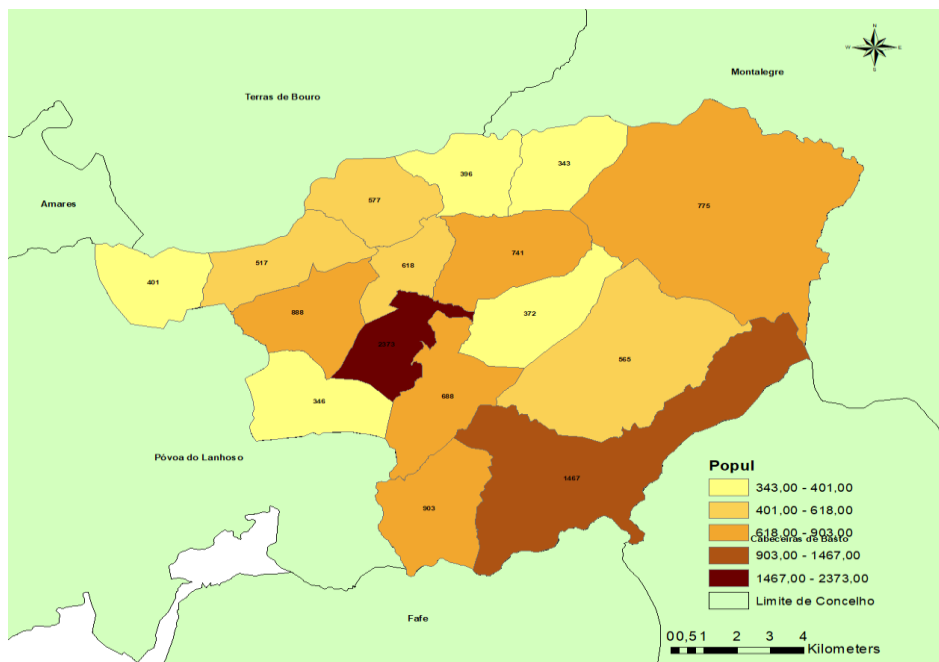 N
W E
S
Montalegre
Terras de Bouro
396
343
577
Amares
775
517
618
741
401
888
372
2373
565
346
688
Póvoa do Lanhoso
1467
903
Popul
343,00 - 401,00
401,00 - 618,00
618,00 - 903,00
Cabeceiras de Basto
903,00 - 1467,00
1467,00 - 2373,00
Limite de Concelho
Fafe
00,5 1 2 3 4
Kilometers